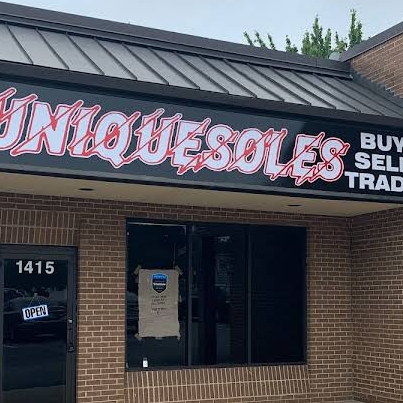 UNIQUESOLES
BUY
SELL
TRADE
1415
OPEN